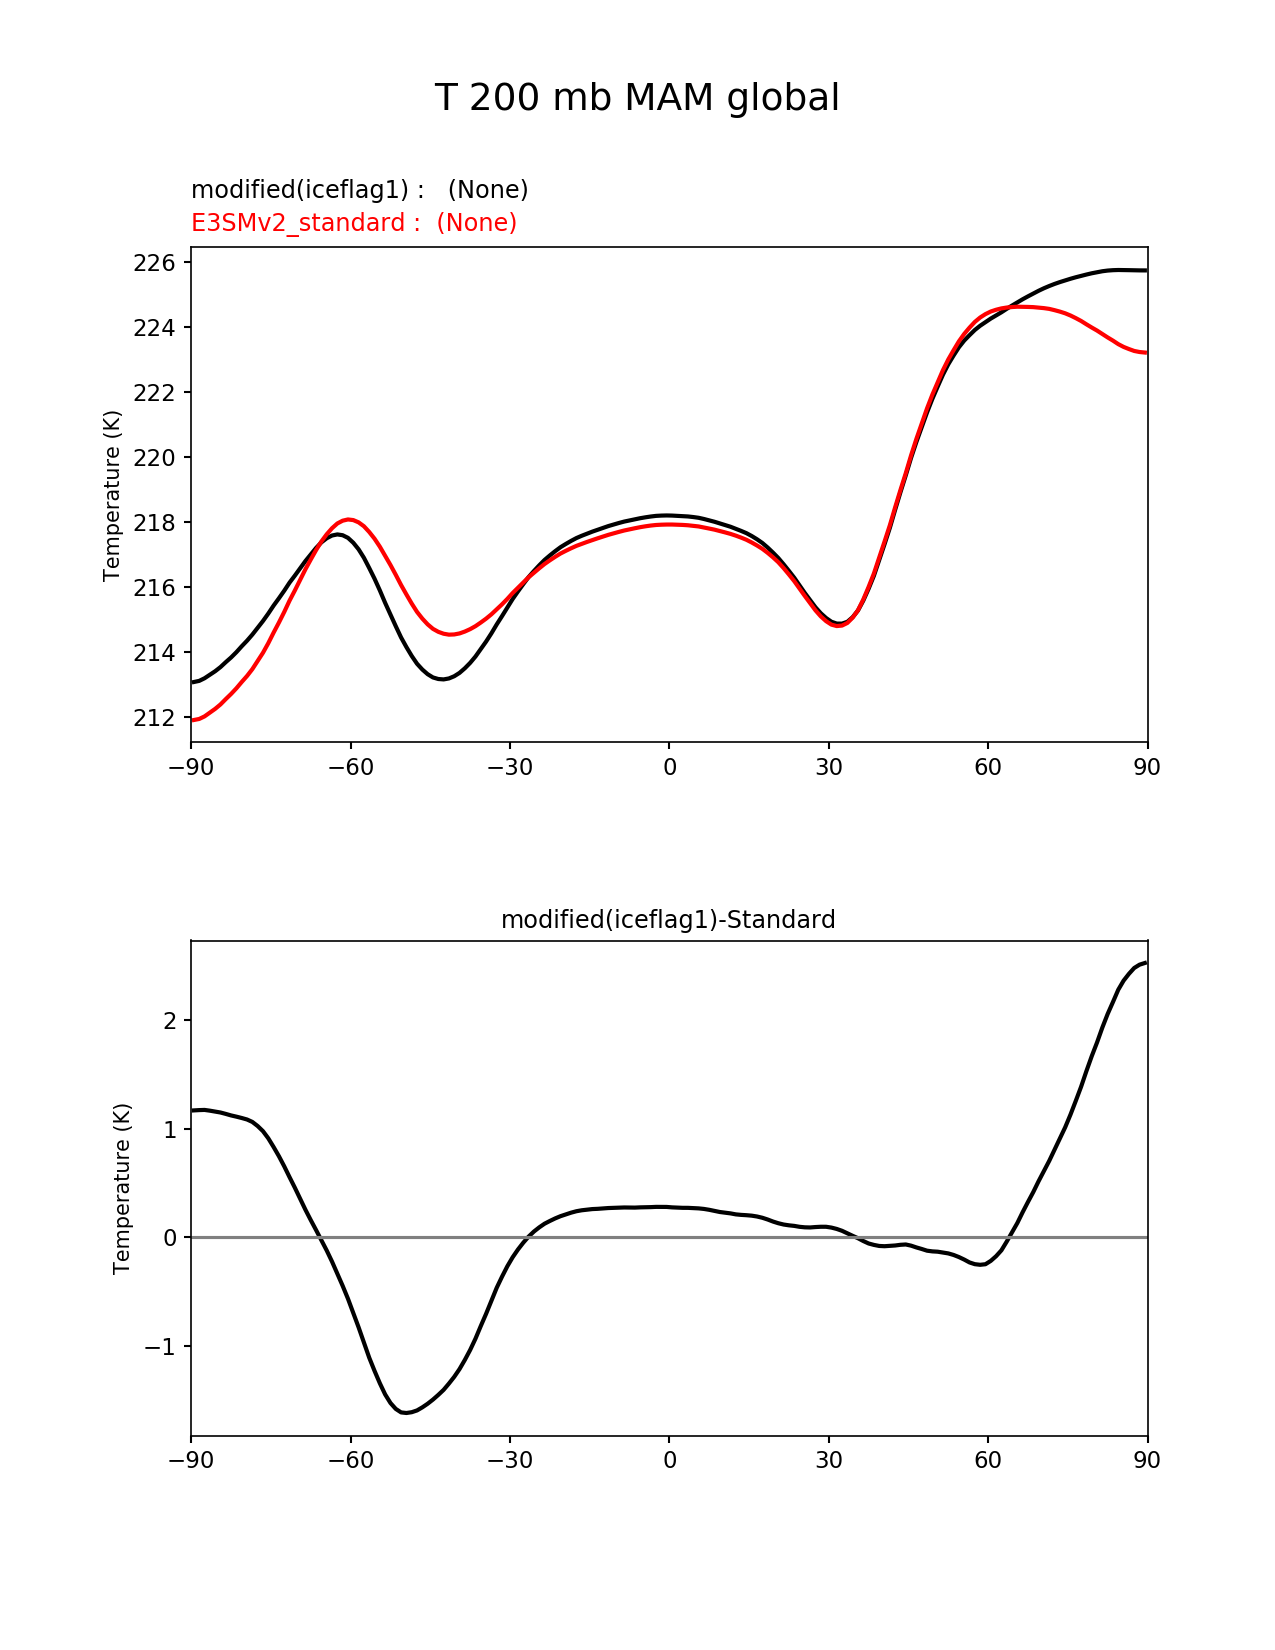 T 200 mb MAM global
modified(iceflag1) :   (None)
E3SMv2_standard :  (None)
226
224
222
220
218
216
214
212
Temperature (K)
−90 −60 −30 0 30 60 90
modified(iceflag1)-Standard
2
1
0
−1
Temperature (K)
−90 −60 −30 0 30 60 90